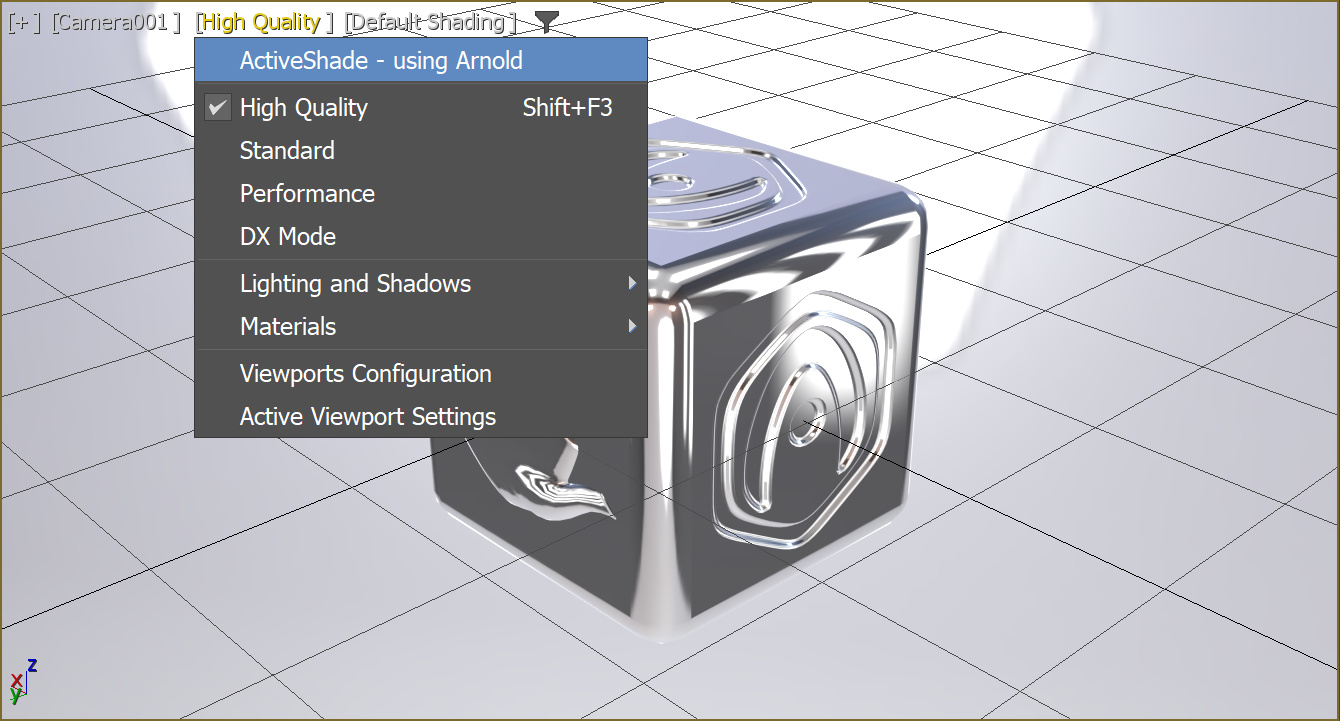 [+] [Camera001] [High Quality] [Default Shading]
ActiveShade - using Arnold
High Quality Shift+F3
Standard
Performance
DX Mode
Lighting and Shadows
Materials
Viewports Configuration
Active Viewport Settings
z
x
y